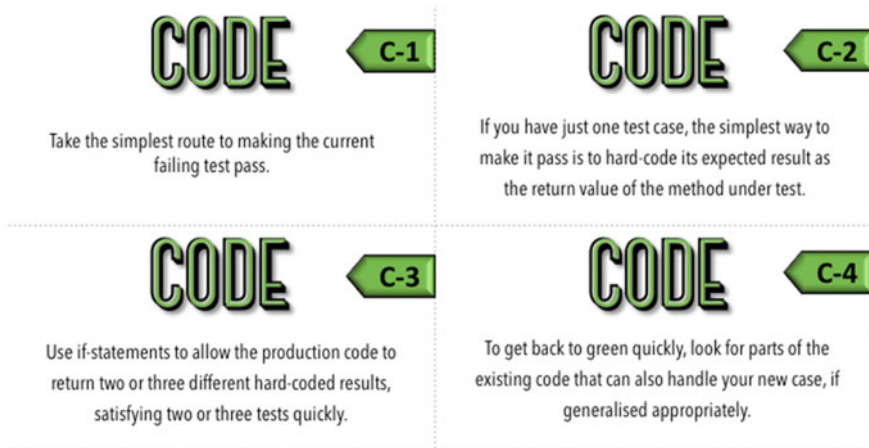 CODE
C-1
Take the simplest route to making the current
failing test pass.
CODE
C-2
If you have just one test case, the simplest way to
make it pass is to hard-code its expected result as
the return value of the method under test.
CODE
C-3
Use if-statements to allow the production code to
return two or three different hard-coded results,
satisfying two or three tests quickly.
CODE
C-4
To get back to green quickly, look for parts of the
existing code that can also handle your new case, if
generalised appropriately.